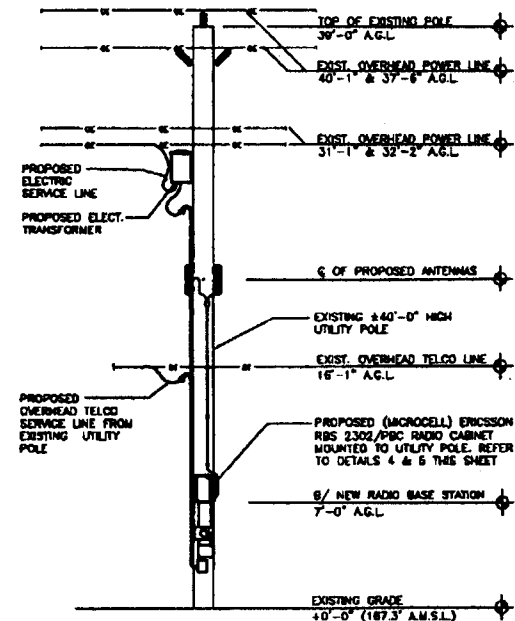 TOP OF EXISTING POLE
39'-0" A.G.L.
EXIST. OVERHEAD POWER LINE
40'-1" & 37'-6" A.G.L.
EXIST. OVERHEAD POWER LINE
31'-1" & 32'-2" A.G.L.
PROPOSED
ELECTRIC
SERVICE LINE
PROPOSED ELECT.
TRANSFORMER
℄ OF PROPOSED ANTENNAS
EXISTING ±40'-0" HIGH
UTILITY POLE
EXIST. OVERHEAD TELCO LINE
16'-1" A.G.L.
PROPOSED
OVERHEAD TELCO
SERVICE LINE FROM
EXISTING UTILITY
POLE
PROPOSED (MICROCELL) ERICSSON
RBS 2302/PBC RADIO CABINET
MOUNTED TO UTILITY POLE. REFER
TO DETAILS 4 & 5 THIS SHEET
B/ NEW RADIO BASE STATION
7'-0" A.G.L.
EXISTING GRADE
+0'-0" (187.3' A.M.S.L.)